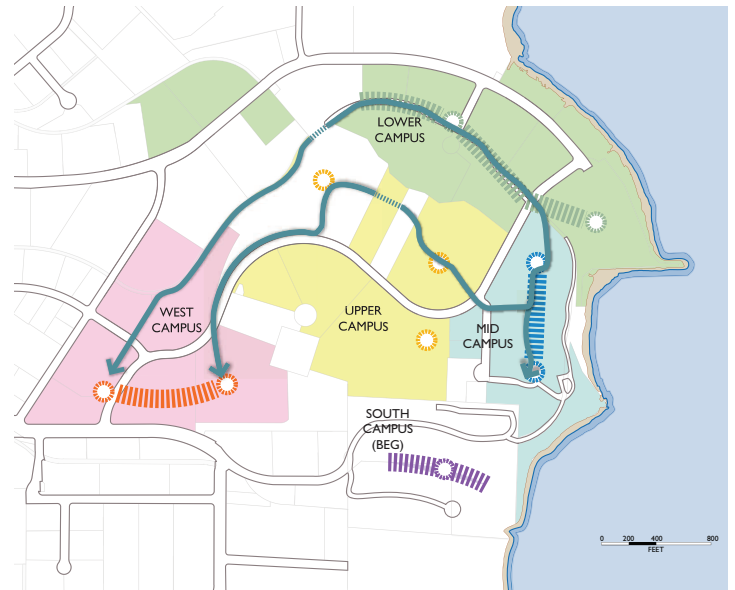 LOWER
CAMPUS
WEST
CAMPUS
UPPER
CAMPUS
MID
CAMPUS
SOUTH
CAMPUS
(BEG)
0 200 400 800
FEET